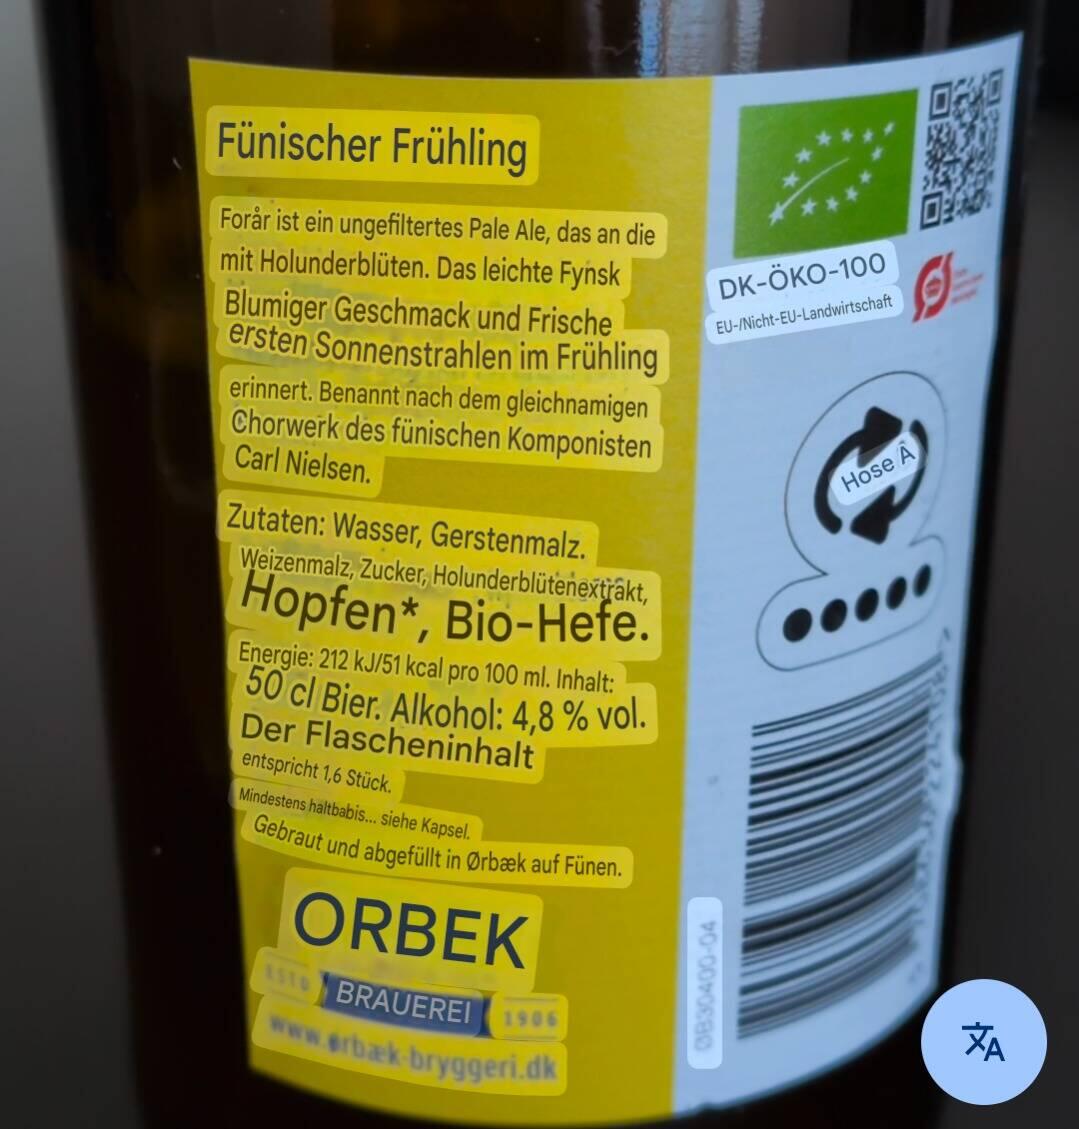 Fünischer Frühling
Forår ist ein ungefiltertes Pale Ale, das an die
mit Holunderblüten. Das leichte Fynsk
Blumiger Geschmack und Frische
ersten Sonnenstrahlen im Frühling
erinnert. Benannt nach dem gleichnamigen
Chorwerk des fünischen Komponisten
Carl Nielsen.
Zutaten: Wasser, Gerstenmalz.
Weizenmalz, Zucker, Holunderblütenextrakt,
Hopfen*, Bio-Hefe.
Energie: 212 kJ/51 kcal pro 100 ml. Inhalt:
50 cl Bier. Alkohol: 4,8 % vol.
Der Flascheninhalt
entspricht 1,6 Stück.
Mindestens haltbabis... siehe Kapsel.
Gebraut und abgefüllt in Ørbæk auf Fünen.
ORBEK
ESTD BRAUEREI 1906
www.ørbæk-bryggeri.dk
DK-ÖKO-100
EU-/Nicht-EU-Landwirtschaft
Hose Â
ØB30400-04